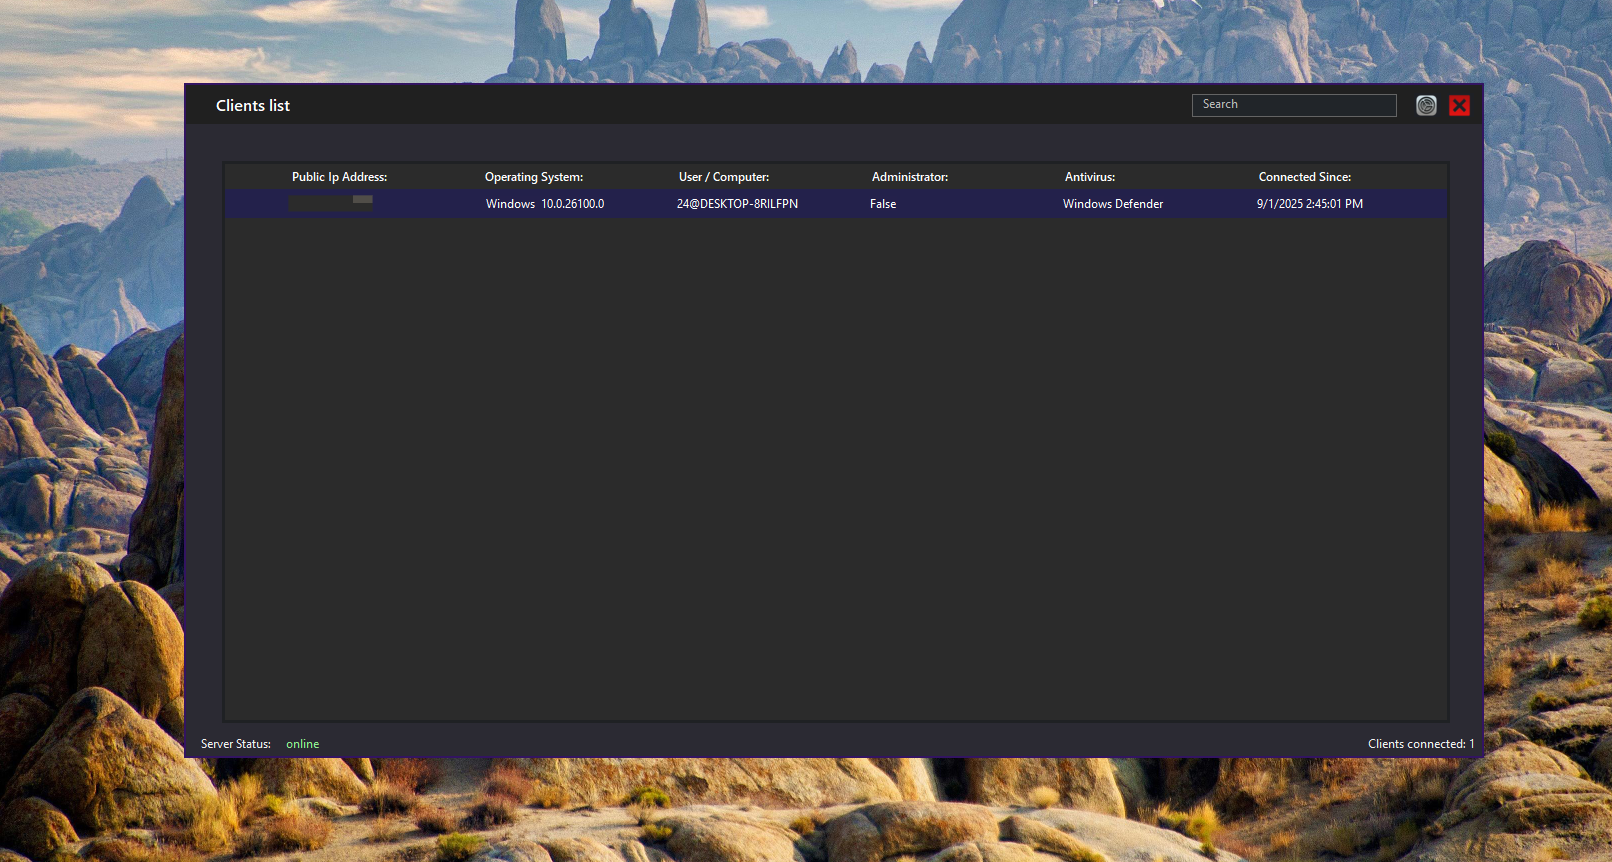 Clients list
Search
Public Ip Address: Operating System: User / Computer: Administrator: Antivirus: Connected Since:
Windows 10.0.26100.0 24@DESKTOP-8RILFPN False Windows Defender 9/1/2025 2:45:01 PM
Server Status: online Clients connected: 1